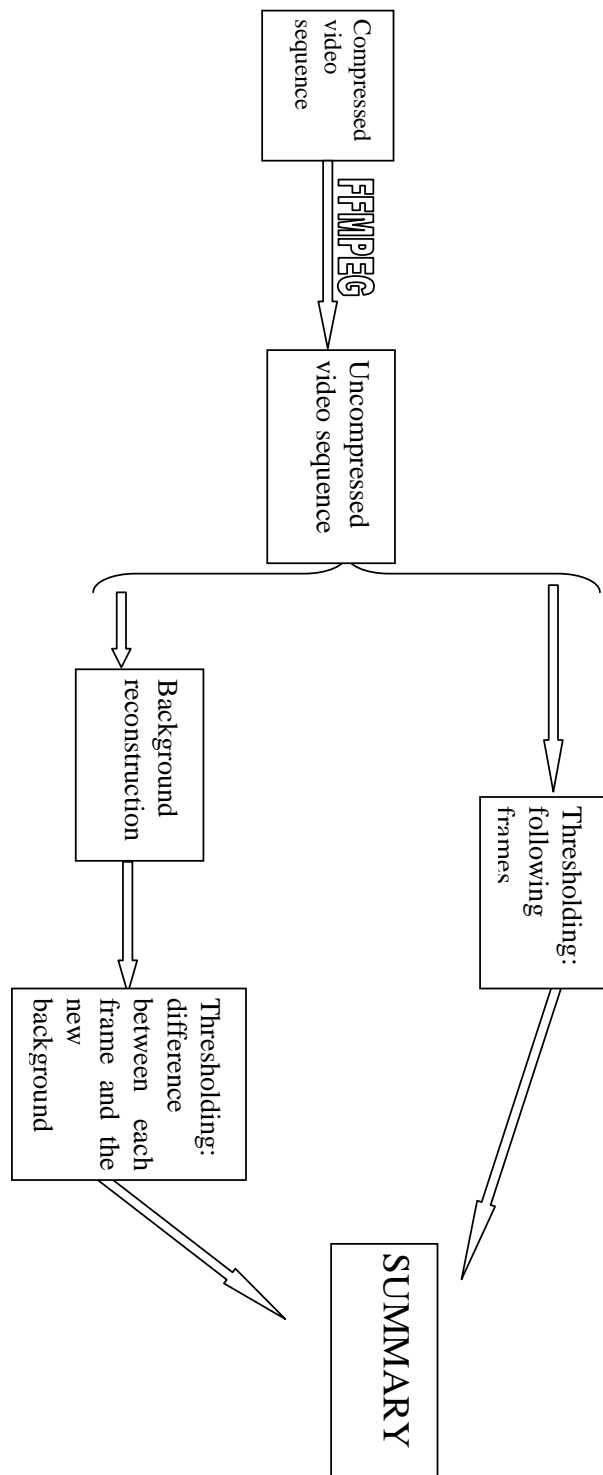 Compressed
video
sequence
FFMPEG
Uncompressed
video sequence
Thresholding:
following
frames
Background
reconstruction
Thresholding:
difference
between each
frame and the
new
background
SUMMARY